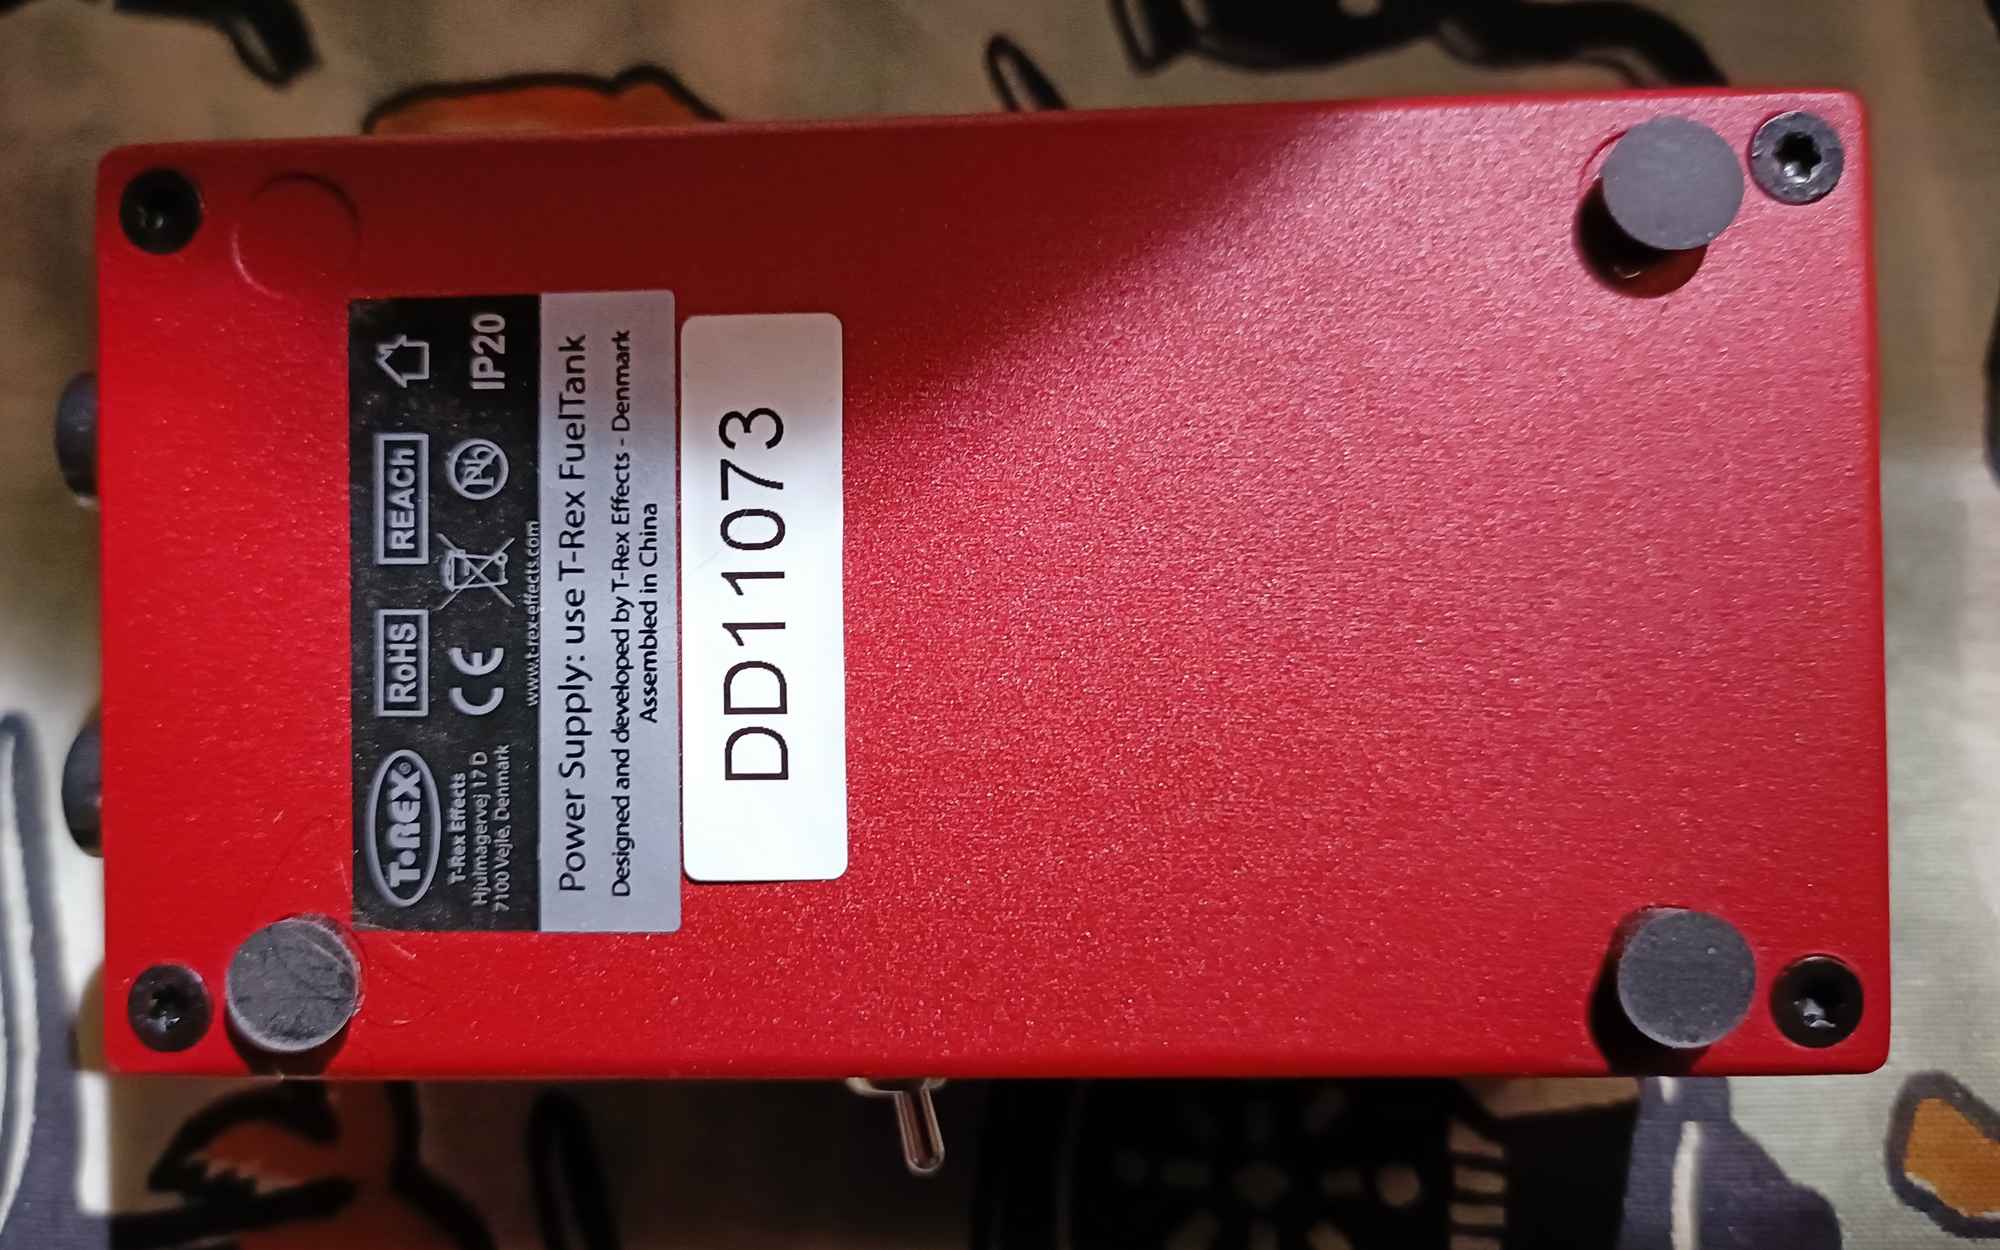 T-REX®
T-Rex Effects
Hjulmagervej 17 D
7100 Vejle, Denmark
RoHS
REACh
CE
Pb
IP20
www.t-rex-effects.com
Power Supply: use T-Rex FuelTank
Designed and developed by T-Rex Effects - Denmark
Assembled in China
DD11073